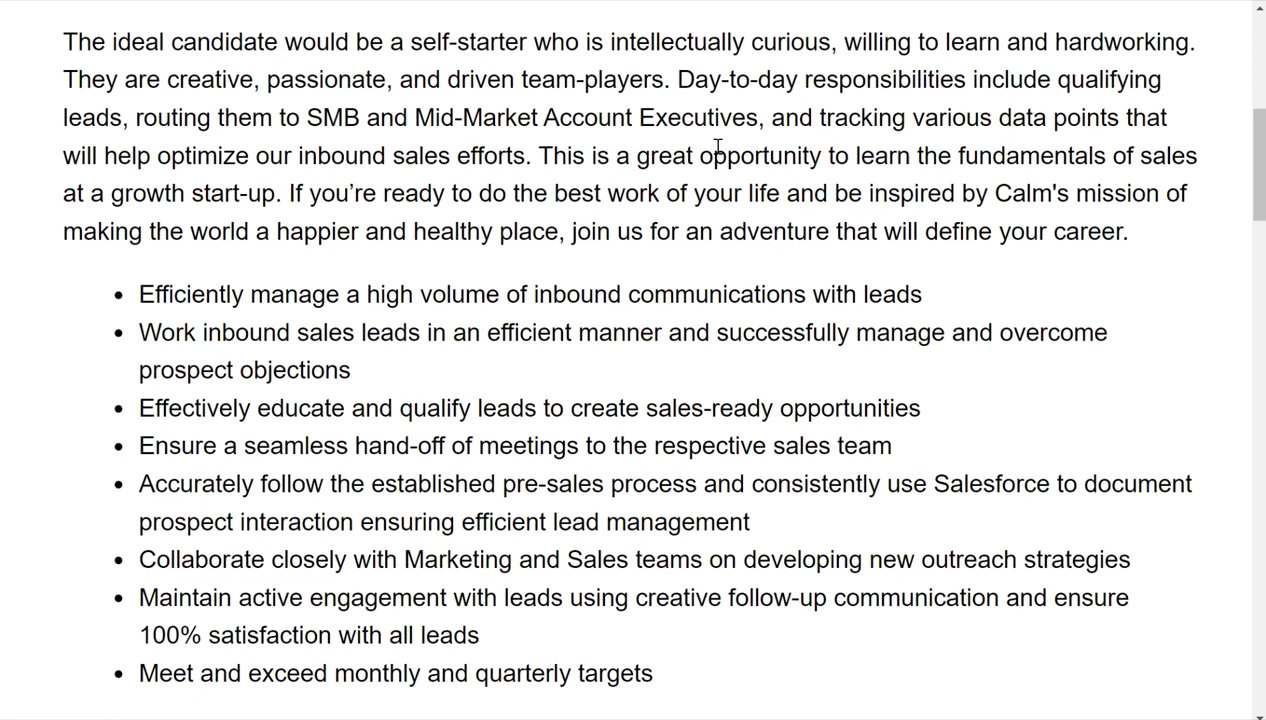 The ideal candidate would be a self-starter who is intellectually curious, willing to learn and hardworking.
They are creative, passionate, and driven team-players. Day-to-day responsibilities include qualifying
leads, routing them to SMB and Mid-Market Account Executives, and tracking various data points that
will help optimize our inbound sales efforts. This is a great opportunity to learn the fundamentals of sales
at a growth start-up. If you’re ready to do the best work of your life and be inspired by Calm's mission of
making the world a happier and healthy place, join us for an adventure that will define your career.
• Efficiently manage a high volume of inbound communications with leads
• Work inbound sales leads in an efficient manner and successfully manage and overcome
prospect objections
• Effectively educate and qualify leads to create sales-ready opportunities
• Ensure a seamless hand-off of meetings to the respective sales team
• Accurately follow the established pre-sales process and consistently use Salesforce to document
prospect interaction ensuring efficient lead management
• Collaborate closely with Marketing and Sales teams on developing new outreach strategies
• Maintain active engagement with leads using creative follow-up communication and ensure
100% satisfaction with all leads
• Meet and exceed monthly and quarterly targets